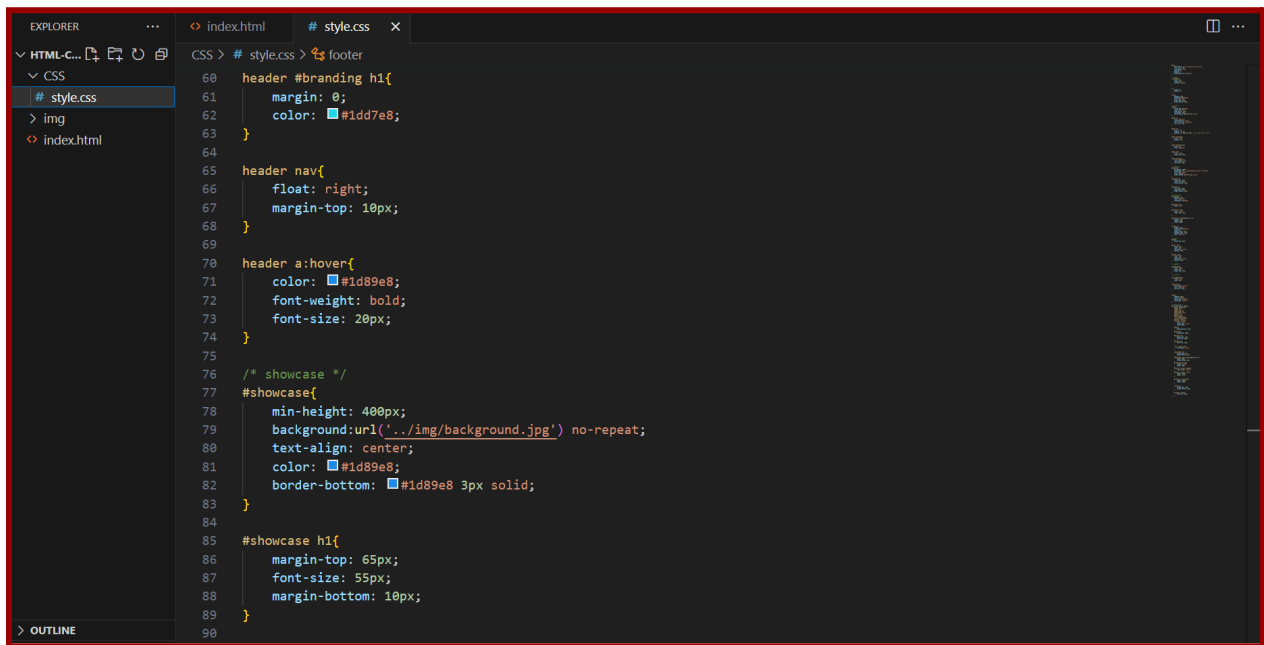 EXPLORER ...
index.html # style.css × ...
HTML-C...
CSS > # style.css > footer
CSS
# style.css
img
index.html
60 header #branding h1{
61 margin: 0;
62 color: #1dd7e8;
63 }
64
65 header nav{
66 float: right;
67 margin-top: 10px;
68 }
69
70 header a:hover{
71 color: #1d89e8;
72 font-weight: bold;
73 font-size: 20px;
74 }
75
76 /* showcase */
77 #showcase{
78 min-height: 400px;
79 background:url('../img/background.jpg') no-repeat;
80 text-align: center;
81 color: #1d89e8;
82 border-bottom: #1d89e8 3px solid;
83 }
84
85 #showcase h1{
86 margin-top: 65px;
87 font-size: 55px;
88 margin-bottom: 10px;
89 }
90
OUTLINE